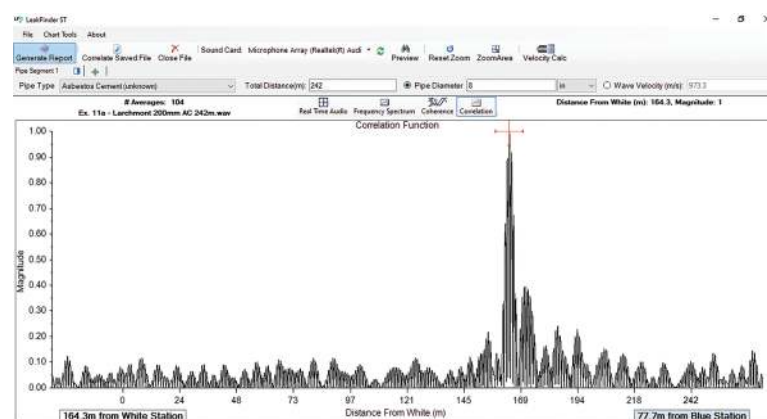 LeakFinder ST
File Chart Tools About
Generate Report Correlate Saved File Close File Sound Card: Microphone Array (Realtek(R) Audi Preview Reset Zoom ZoomArea Velocity Calc
Pipe Segment 1
Pipe Type Asbestos Cement (unknown) Total Distance(m): 242 Pipe Diameter 8 in Wave Velocity (m/s): 973.3
# Averages: 104
Ex. 11a - Larchmont 200mm AC 242m.wav
Real Time Audio Frequency Spectrum Coherence Correlation
Distance From White (m): 164.3, Magnitude: 1
Correlation Function
1.00
0.90
0.80
0.70
0.60
0.50
0.40
0.30
0.20
0.10
0.00
Magnitude
0 24 48 73 97 121 145 169 194 218 242
Distance From White (m)
164.3m from White Station
77.7m from Blue Station